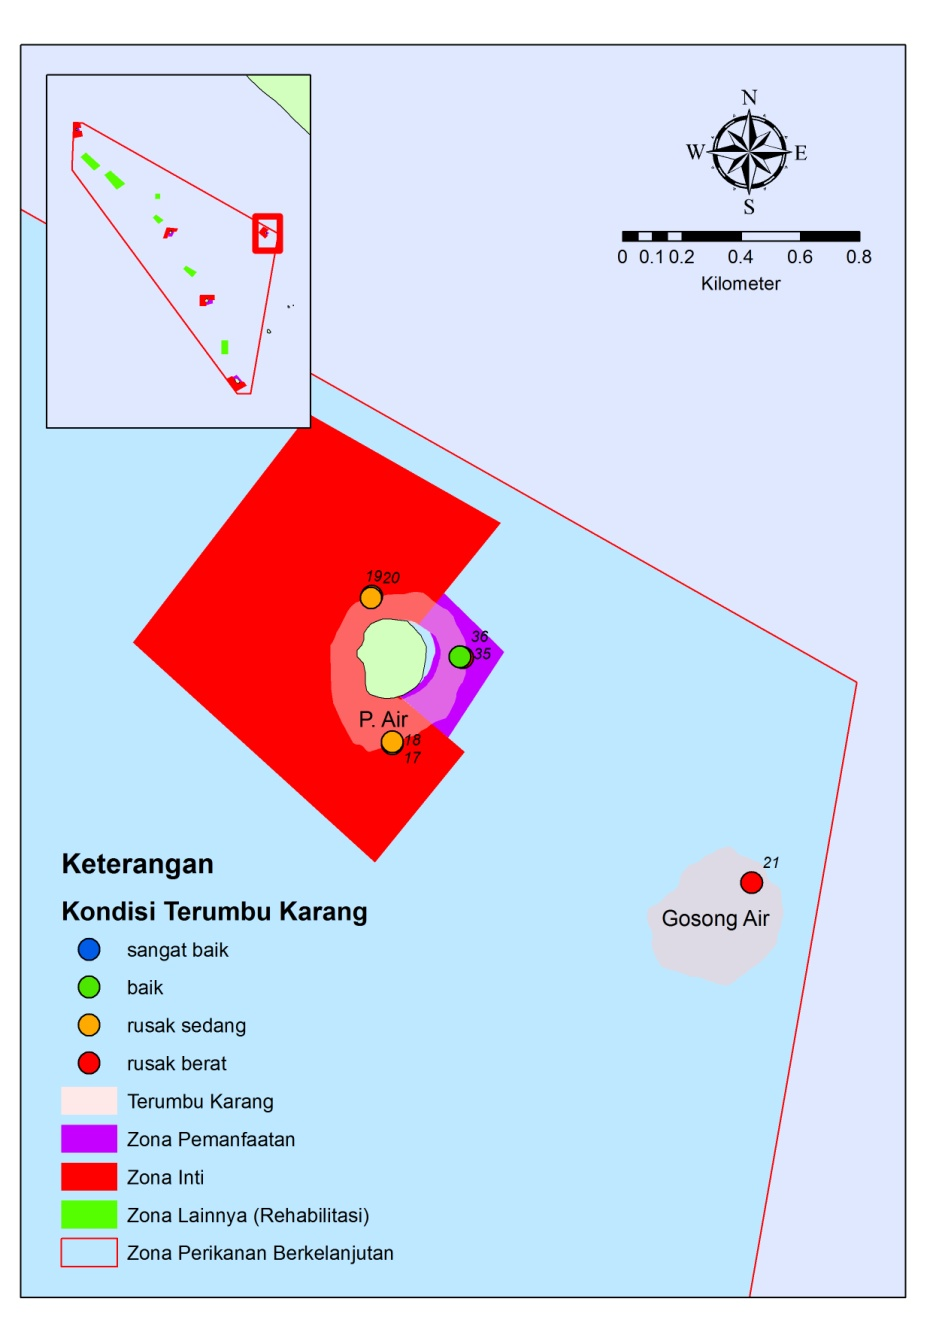 N
W E
S
0 0.1 0.2 0.4 0.6 0.8
Kilometer
19 20
36
35
P. Air
18
17
21
Gosong Air
Keterangan
Kondisi Terumbu Karang
sangat baik
baik
rusak sedang
rusak berat
Terumbu Karang
Zona Pemanfaatan
Zona Inti
Zona Lainnya (Rehabilitasi)
Zona Perikanan Berkelanjutan